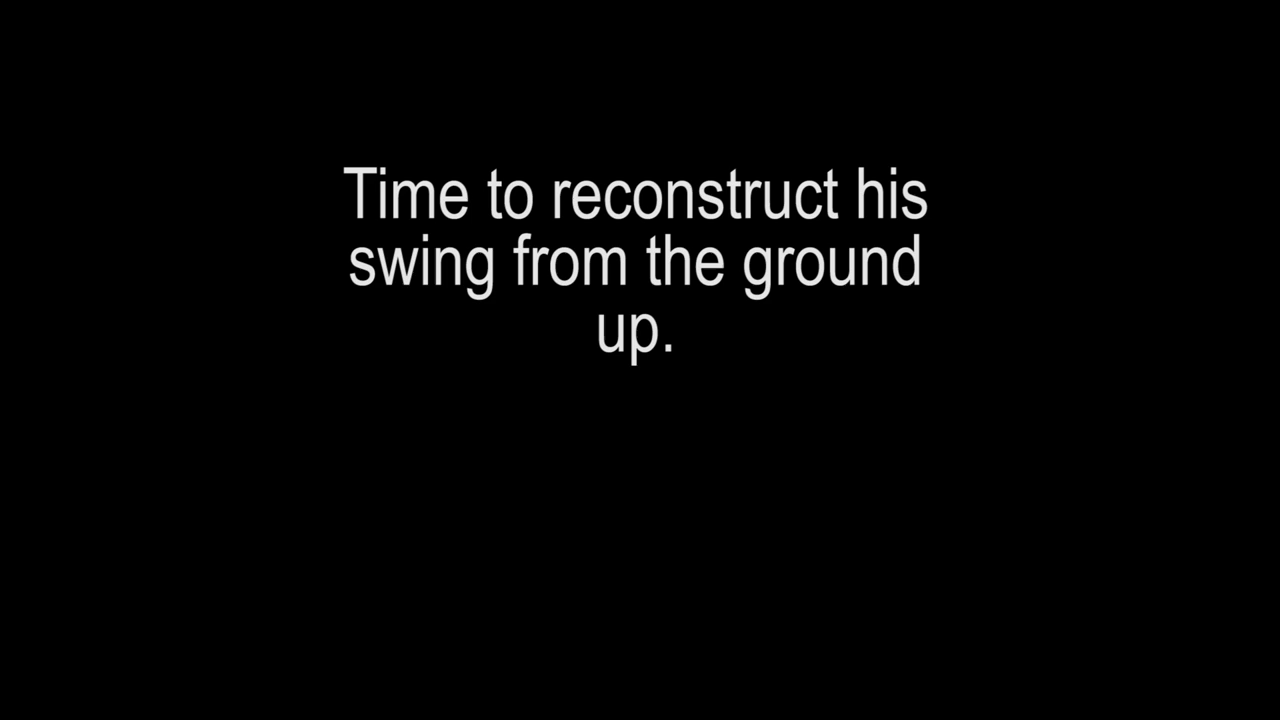 Time to reconstruct his
swing from the ground
up.